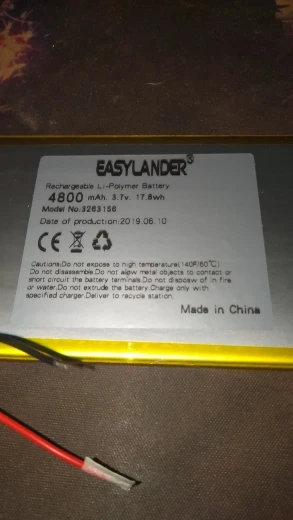 EASYLANDER®
Rechargeable Li-Polymer Battery
4800 mAh. 3.7v. 17.8wh
Model No:3263156
Date of production:2019.06.10
CE
Cautions:Do not expose to high temperature(140F/60℃)
Do not disassemble.Do not allow metal objects to contact or
short circuit the battery terminals.Do not disposw of in fire
or water.Do not extrude the battery.Charge only with
specified charger.Deliver to recycle station.
Made in China